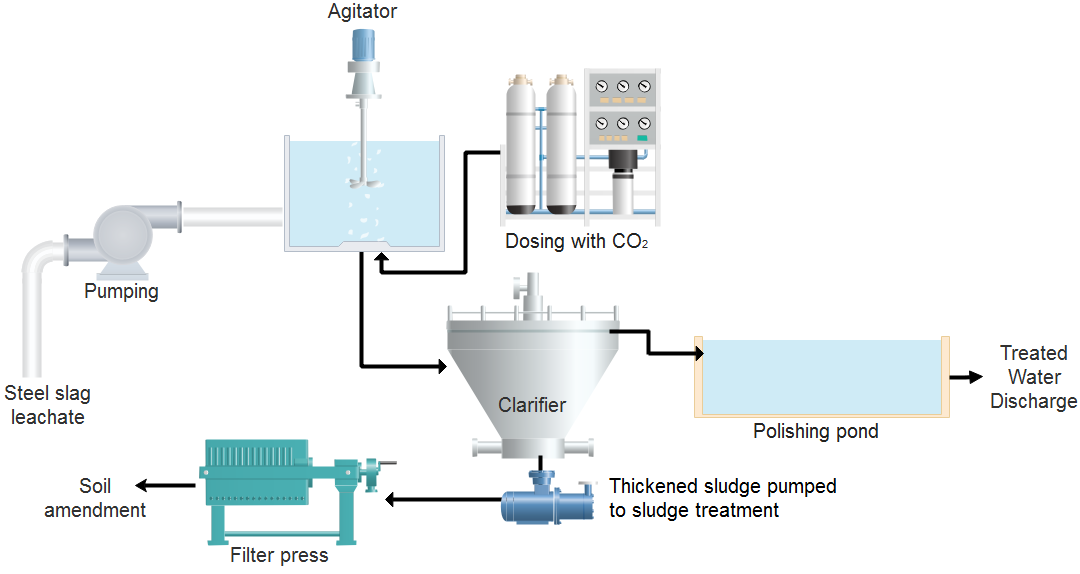 Agitator
Dosing with CO₂
Pumping
Steel slag
leachate
Clarifier
Treated
Water
Discharge
Polishing pond
Thickened sludge pumped
to sludge treatment
Soil
amendment
Filter press